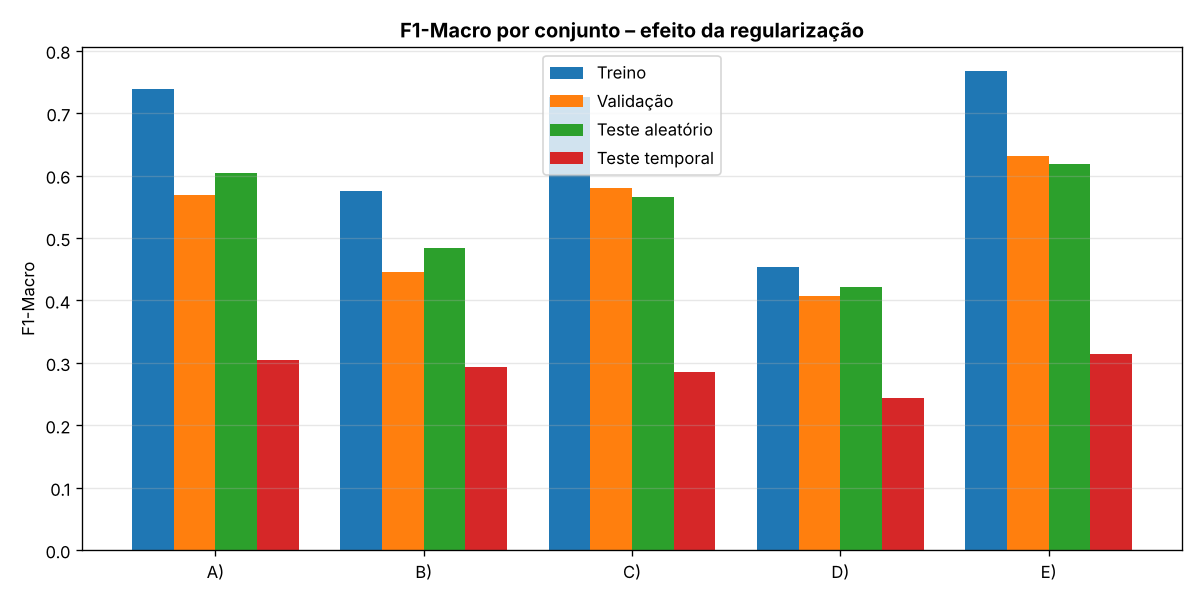 F1-Macro por conjunto – efeito da regularização
Treino
Validação
Teste aleatório
Teste temporal
F1-Macro
0.8
0.7
0.6
0.5
0.4
0.3
0.2
0.1
0.0
A)
B)
C)
D)
E)